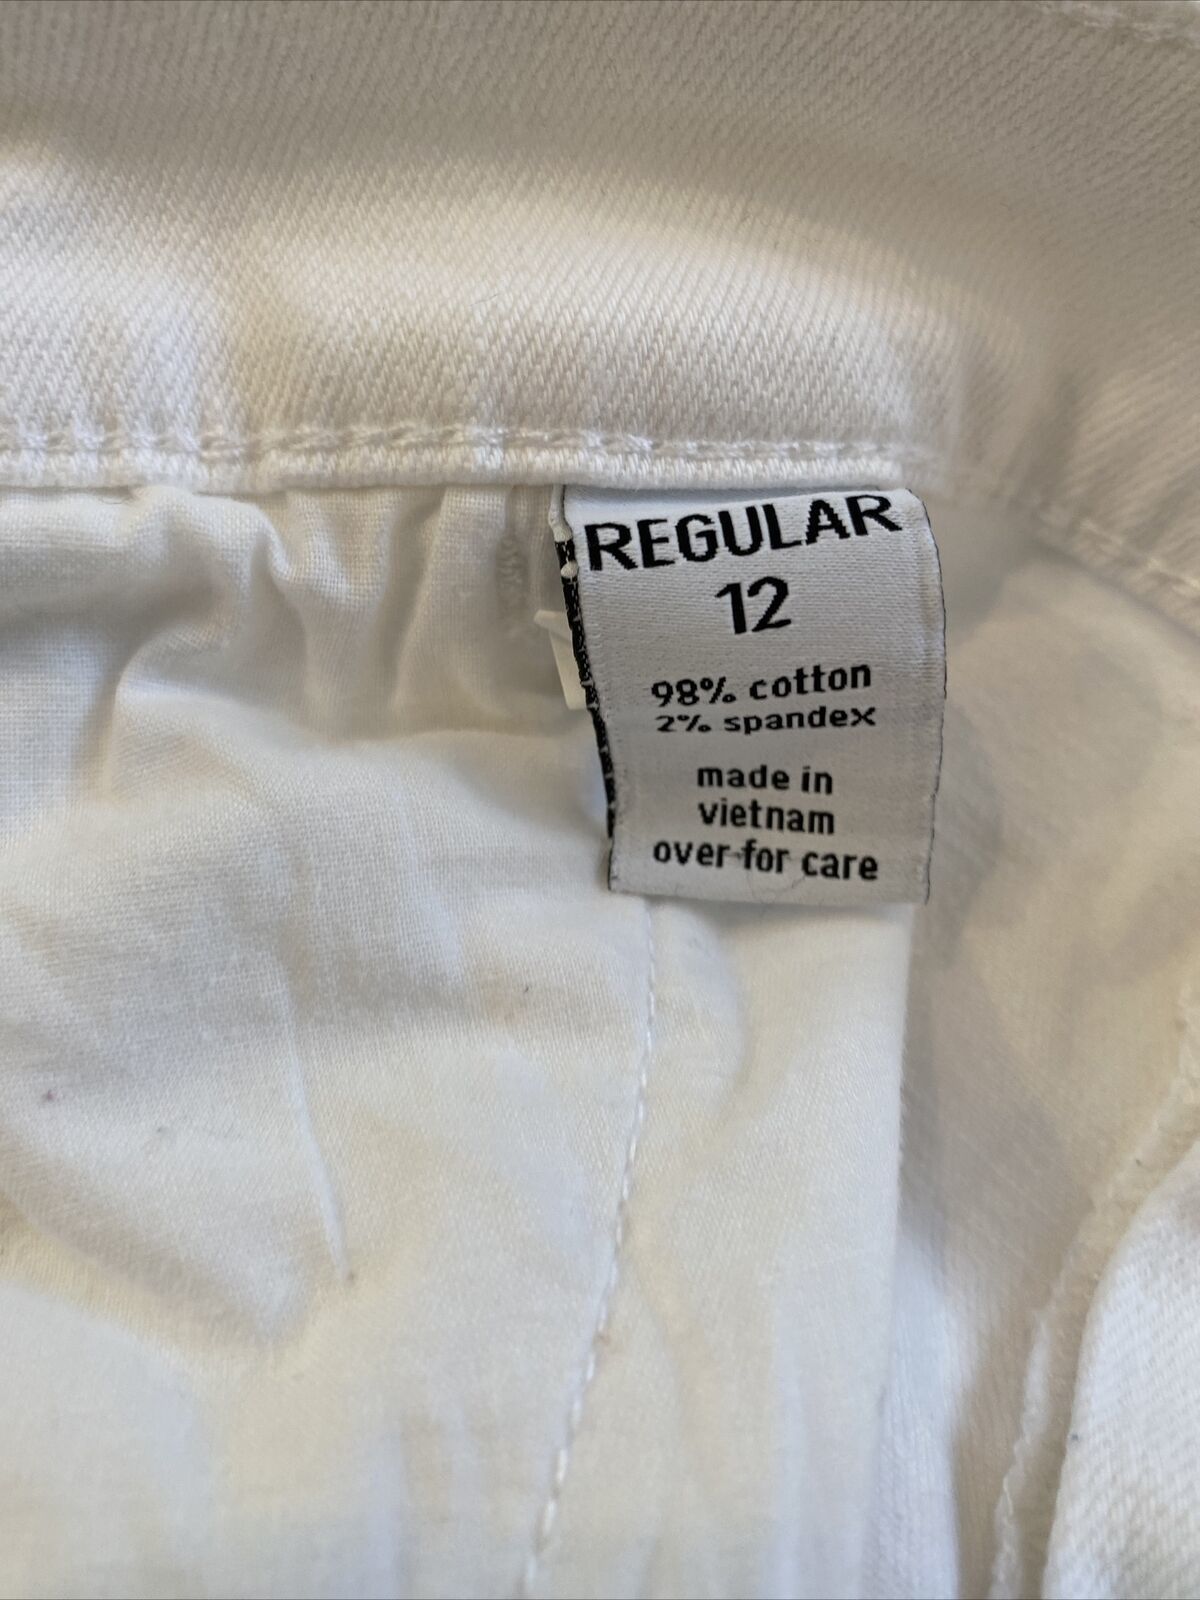 REGULAR
12
98% cotton
2% spandex
made in
vietnam
over for care